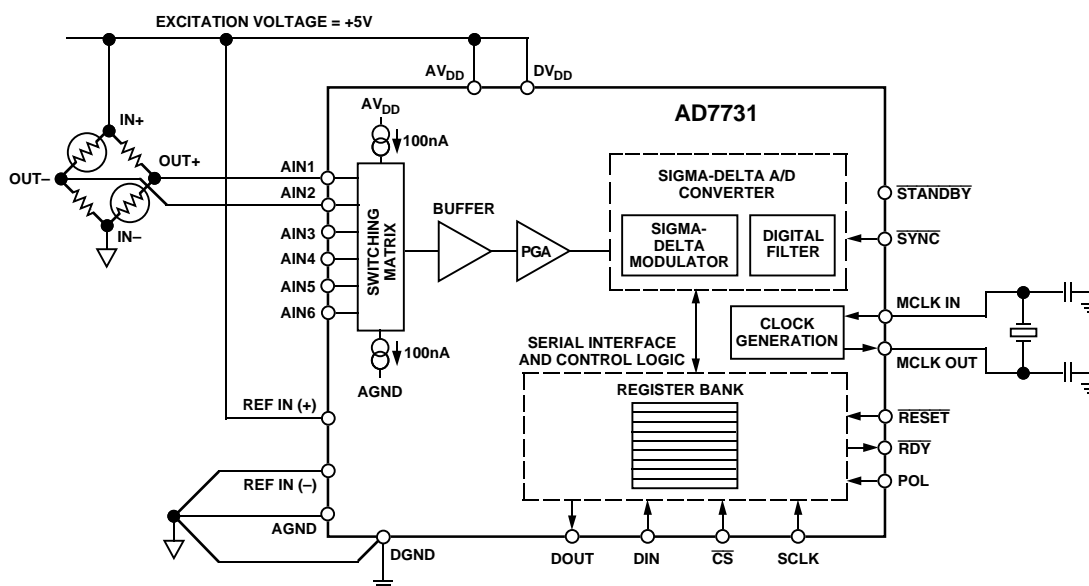 EXCITATION VOLTAGE = +5V
AVDD
DVDD
AD7731
AVDD
100nA
IN+
OUT+
OUT–
IN–
AIN1
AIN2
AIN3
AIN4
AIN5
AIN6
SWITCHING
MATRIX
BUFFER
PGA
SIGMA-DELTA A/D
CONVERTER
SIGMA-
DELTA
MODULATOR
DIGITAL
FILTER
STANDBY
SYNC
MCLK IN
CLOCK
GENERATION
MCLK OUT
100nA
AGND
SERIAL INTERFACE
AND CONTROL LOGIC
REGISTER BANK
REF IN (+)
RESET
RDY
POL
REF IN (–)
AGND
DGND
DOUT
DIN
CS
SCLK